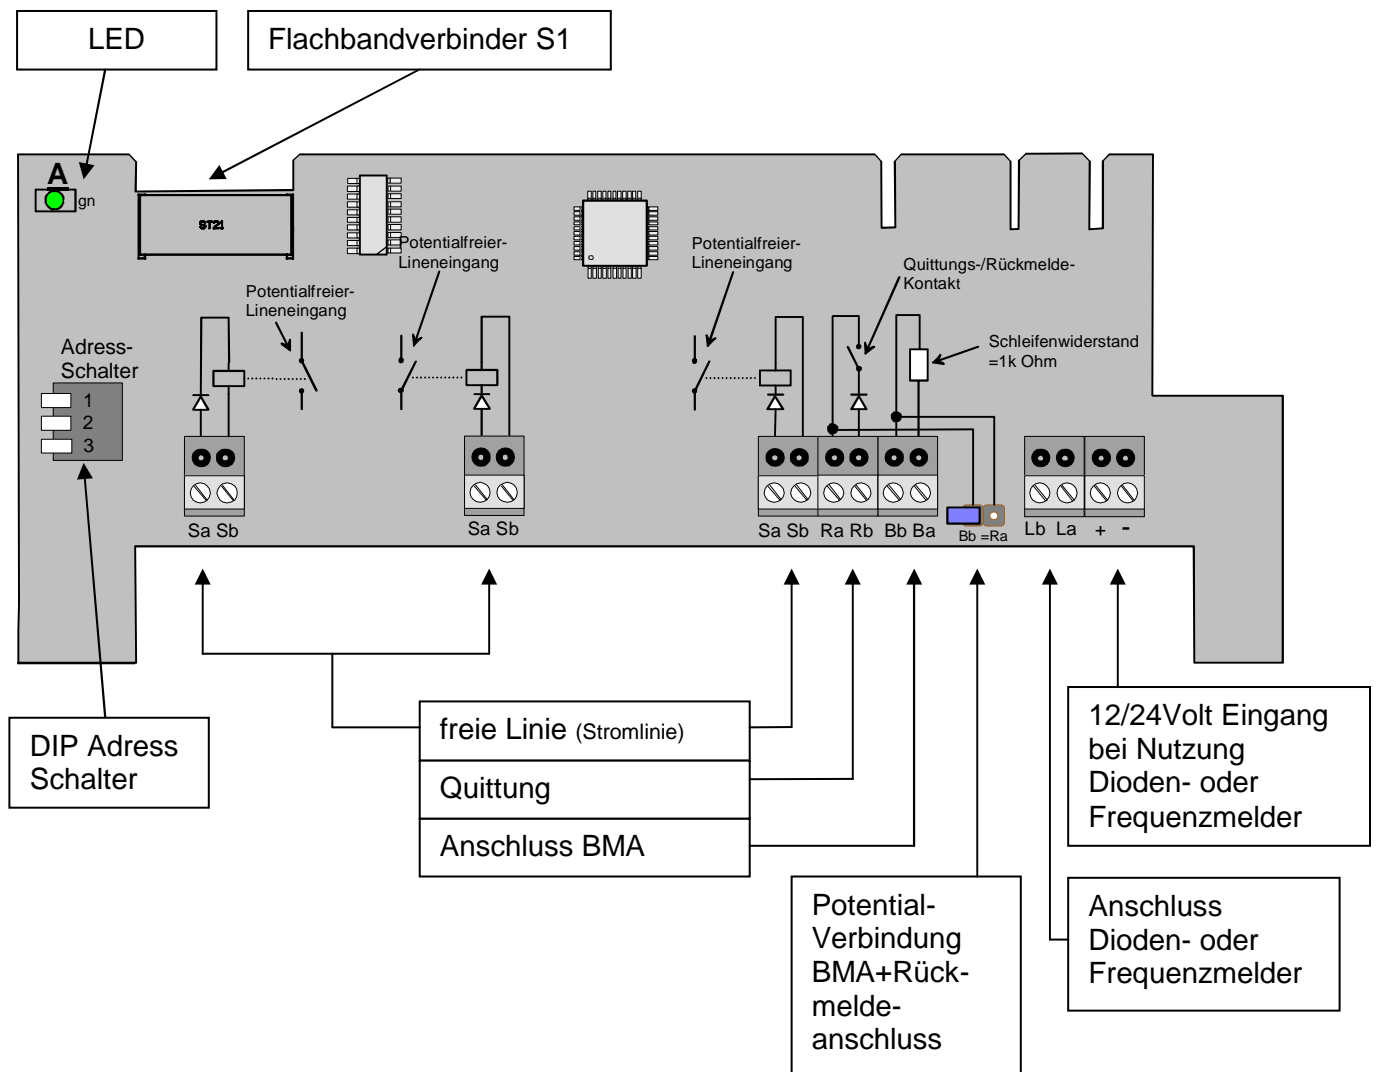 LED
Flachbandverbinder S1
A
gn
ST21
Potentialfreier-
Lineneingang
Potentialfreier-
Lineneingang
Potentialfreier-
Lineneingang
Quittungs-/Rückmelde-
Kontakt
Schleifenwiderstand
=1k Ohm
Adress-
Schalter
1
2
3
Sa Sb
Sa Sb
Sa Sb Ra Rb Bb Ba
Bb =Ra
Lb La + -
freie Linie (Stromlinie)
Quittung
Anschluss BMA
DIP Adress
Schalter
12/24Volt Eingang
bei Nutzung
Dioden- oder
Frequenzmelder
Potential-
Verbindung
BMA+Rück-
melde-
anschluss
Anschluss
Dioden- oder
Frequenzmelder